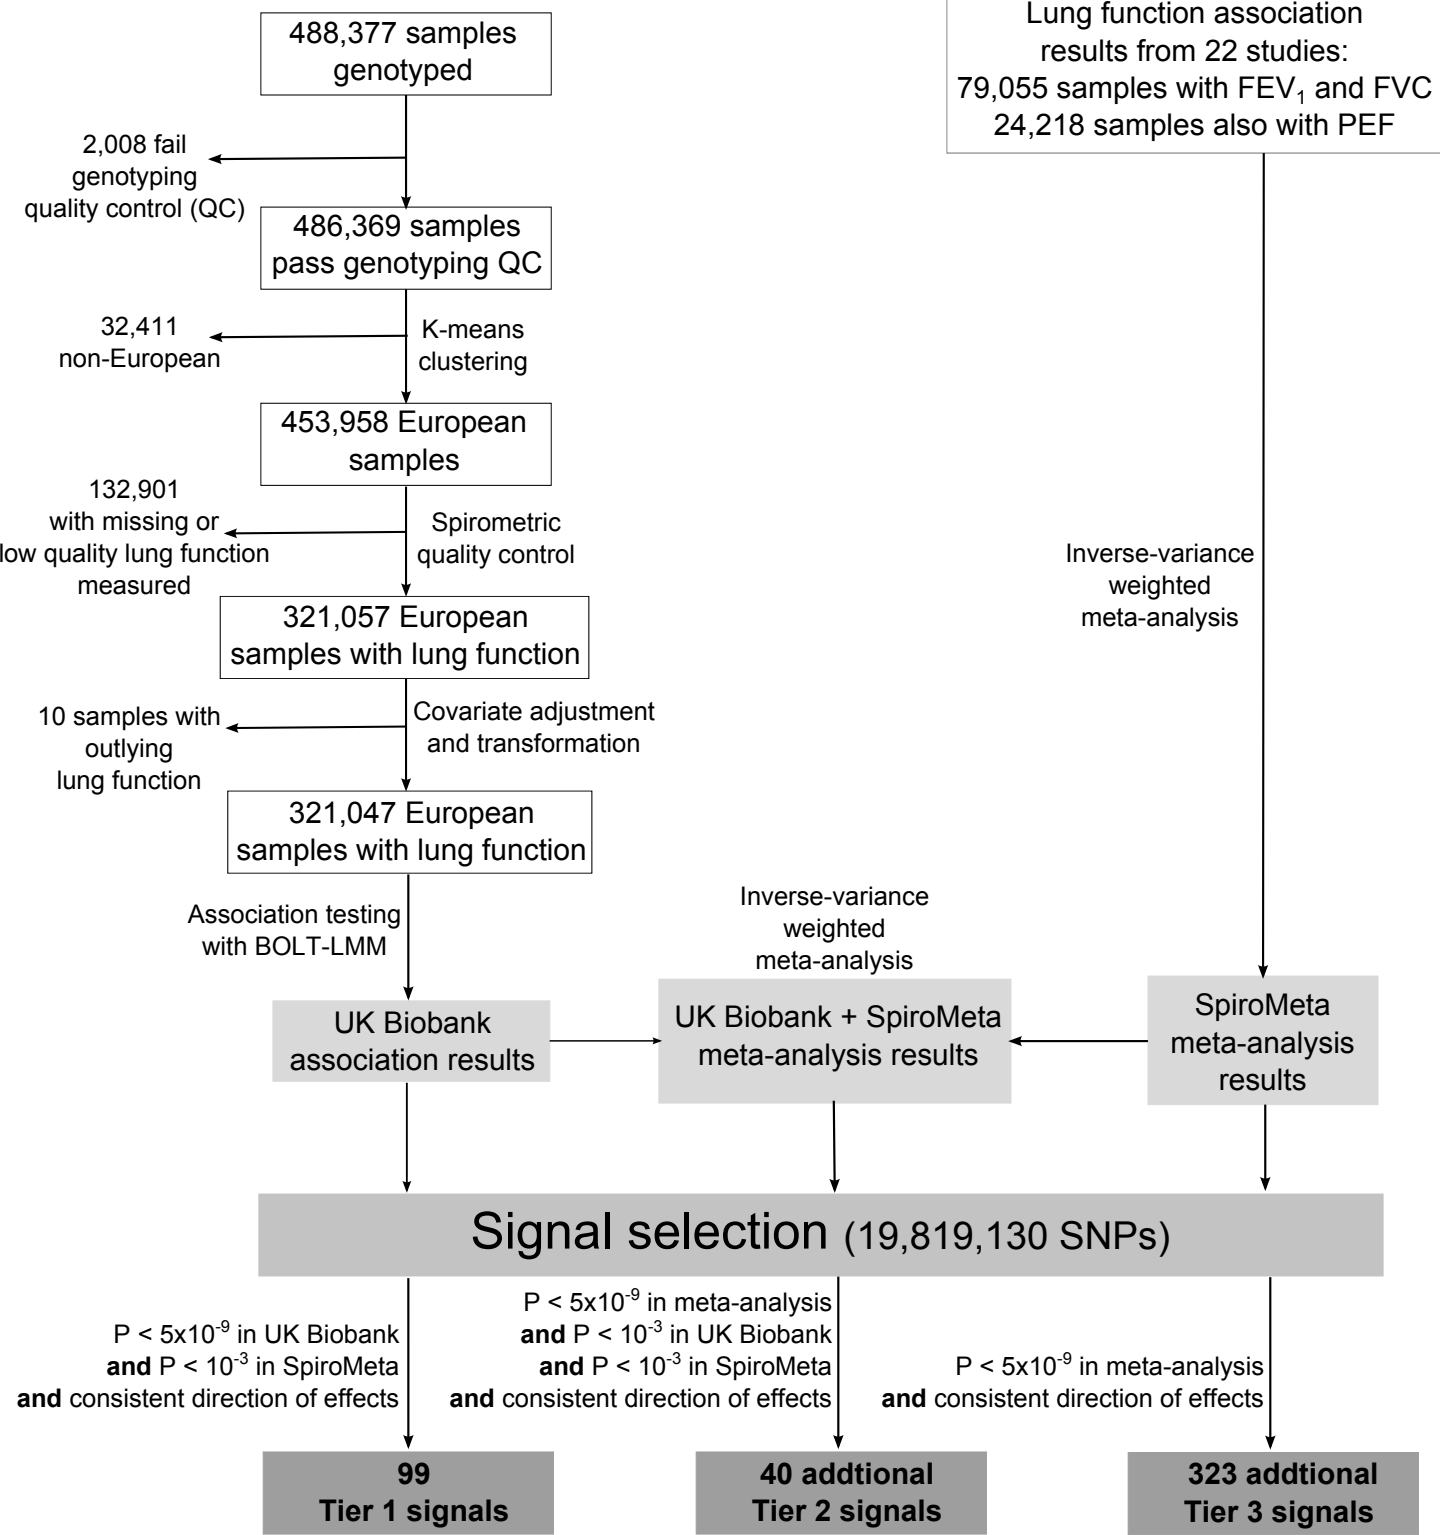 488,377 samples
genotyped
Lung function association
results from 22 studies:
79,055 samples with FEV₁ and FVC
24,218 samples also with PEF
2,008 fail
genotyping
quality control (QC)
486,369 samples
pass genotyping QC
32,411
non-European
K-means
clustering
453,958 European
samples
132,901
with missing or
low quality lung function
measured
Spirometric
quality control
Inverse-variance
weighted
meta-analysis
321,057 European
samples with lung function
10 samples with
outlying
lung function
Covariate adjustment
and transformation
321,047 European
samples with lung function
Association testing
with BOLT-LMM
Inverse-variance
weighted
meta-analysis
UK Biobank
association results
UK Biobank + SpiroMeta
meta-analysis results
SpiroMeta
meta-analysis
results
Signal selection (19,819,130 SNPs)
P < 5x10⁻⁹ in UK Biobank
and P < 10⁻³ in SpiroMeta
and consistent direction of effects
P < 5x10⁻⁹ in meta-analysis
and P < 10⁻³ in UK Biobank
and P < 10⁻³ in SpiroMeta
and consistent direction of effects
P < 5x10⁻⁹ in meta-analysis
and consistent direction of effects
99
Tier 1 signals
40 addtional
Tier 2 signals
323 addtional
Tier 3 signals